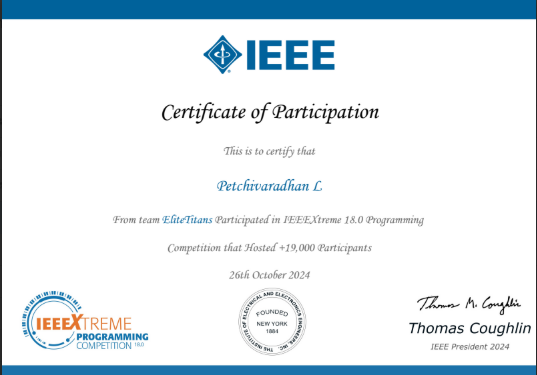 IEEE
Certificate of Participation
This is to certify that
Petchivaradhan L
From team EliteTitans Participated in IEEEXtreme 18.0 Programming
Competition that Hosted +19,000 Participants
26th October 2024
IEEEXTREME
PROGRAMMING
COMPETITION 18.0
THE INSTITUTE OF ELECTRICAL AND ELECTRONICS ENGINEERS, INC.
FOUNDED
NEW YORK
1884
Thomas M. Coughlin
Thomas Coughlin
IEEE President 2024